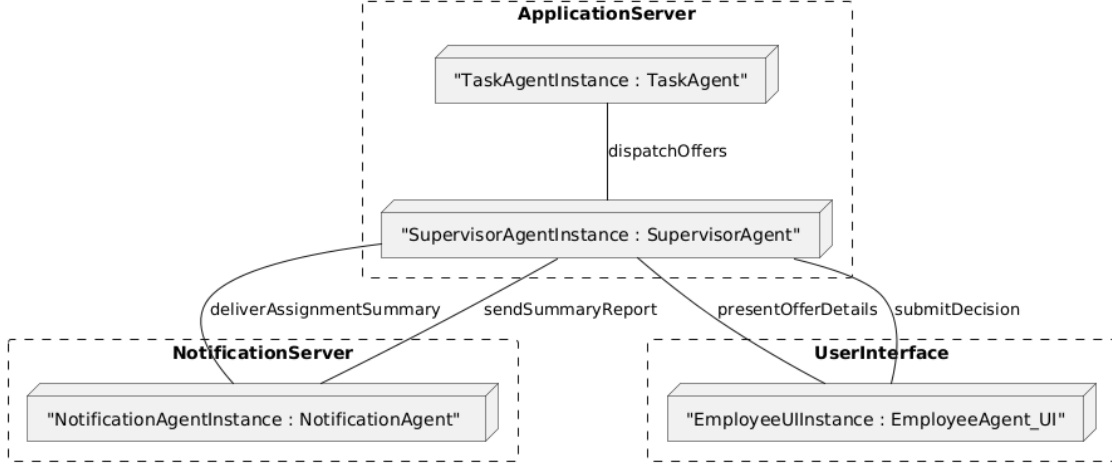 ApplicationServer
"TaskAgentInstance : TaskAgent"
dispatchOffers
"SupervisorAgentInstance : SupervisorAgent"
deliverAssignmentSummary
sendSummaryReport
presentOfferDetails
submitDecision
NotificationServer
UserInterface
"NotificationAgentInstance : NotificationAgent"
"EmployeeUIInstance : EmployeeAgent_UI"